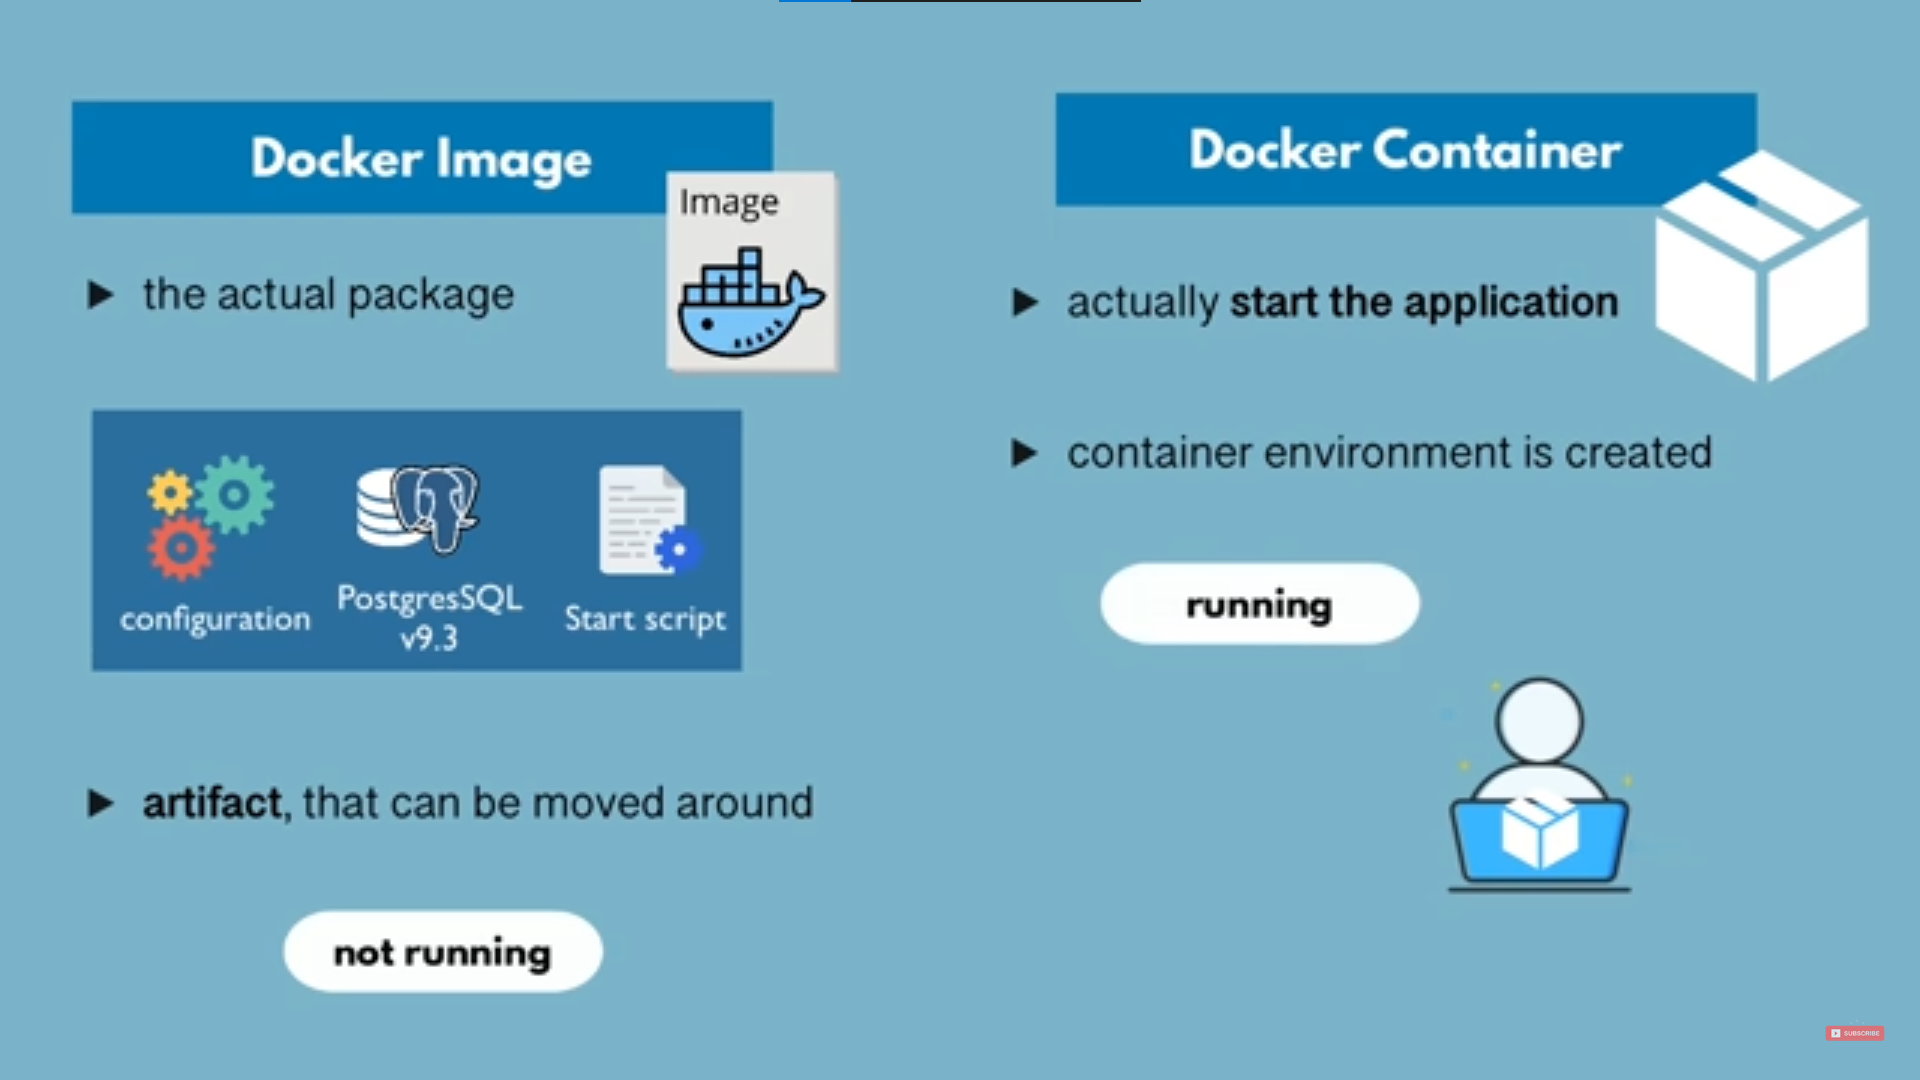 Docker Image
Image
the actual package
configuration
PostgresSQL
v9.3
Start script
artifact, that can be moved around
not running
Docker Container
actually start the application
container environment is created
running
SUBSCRIBE